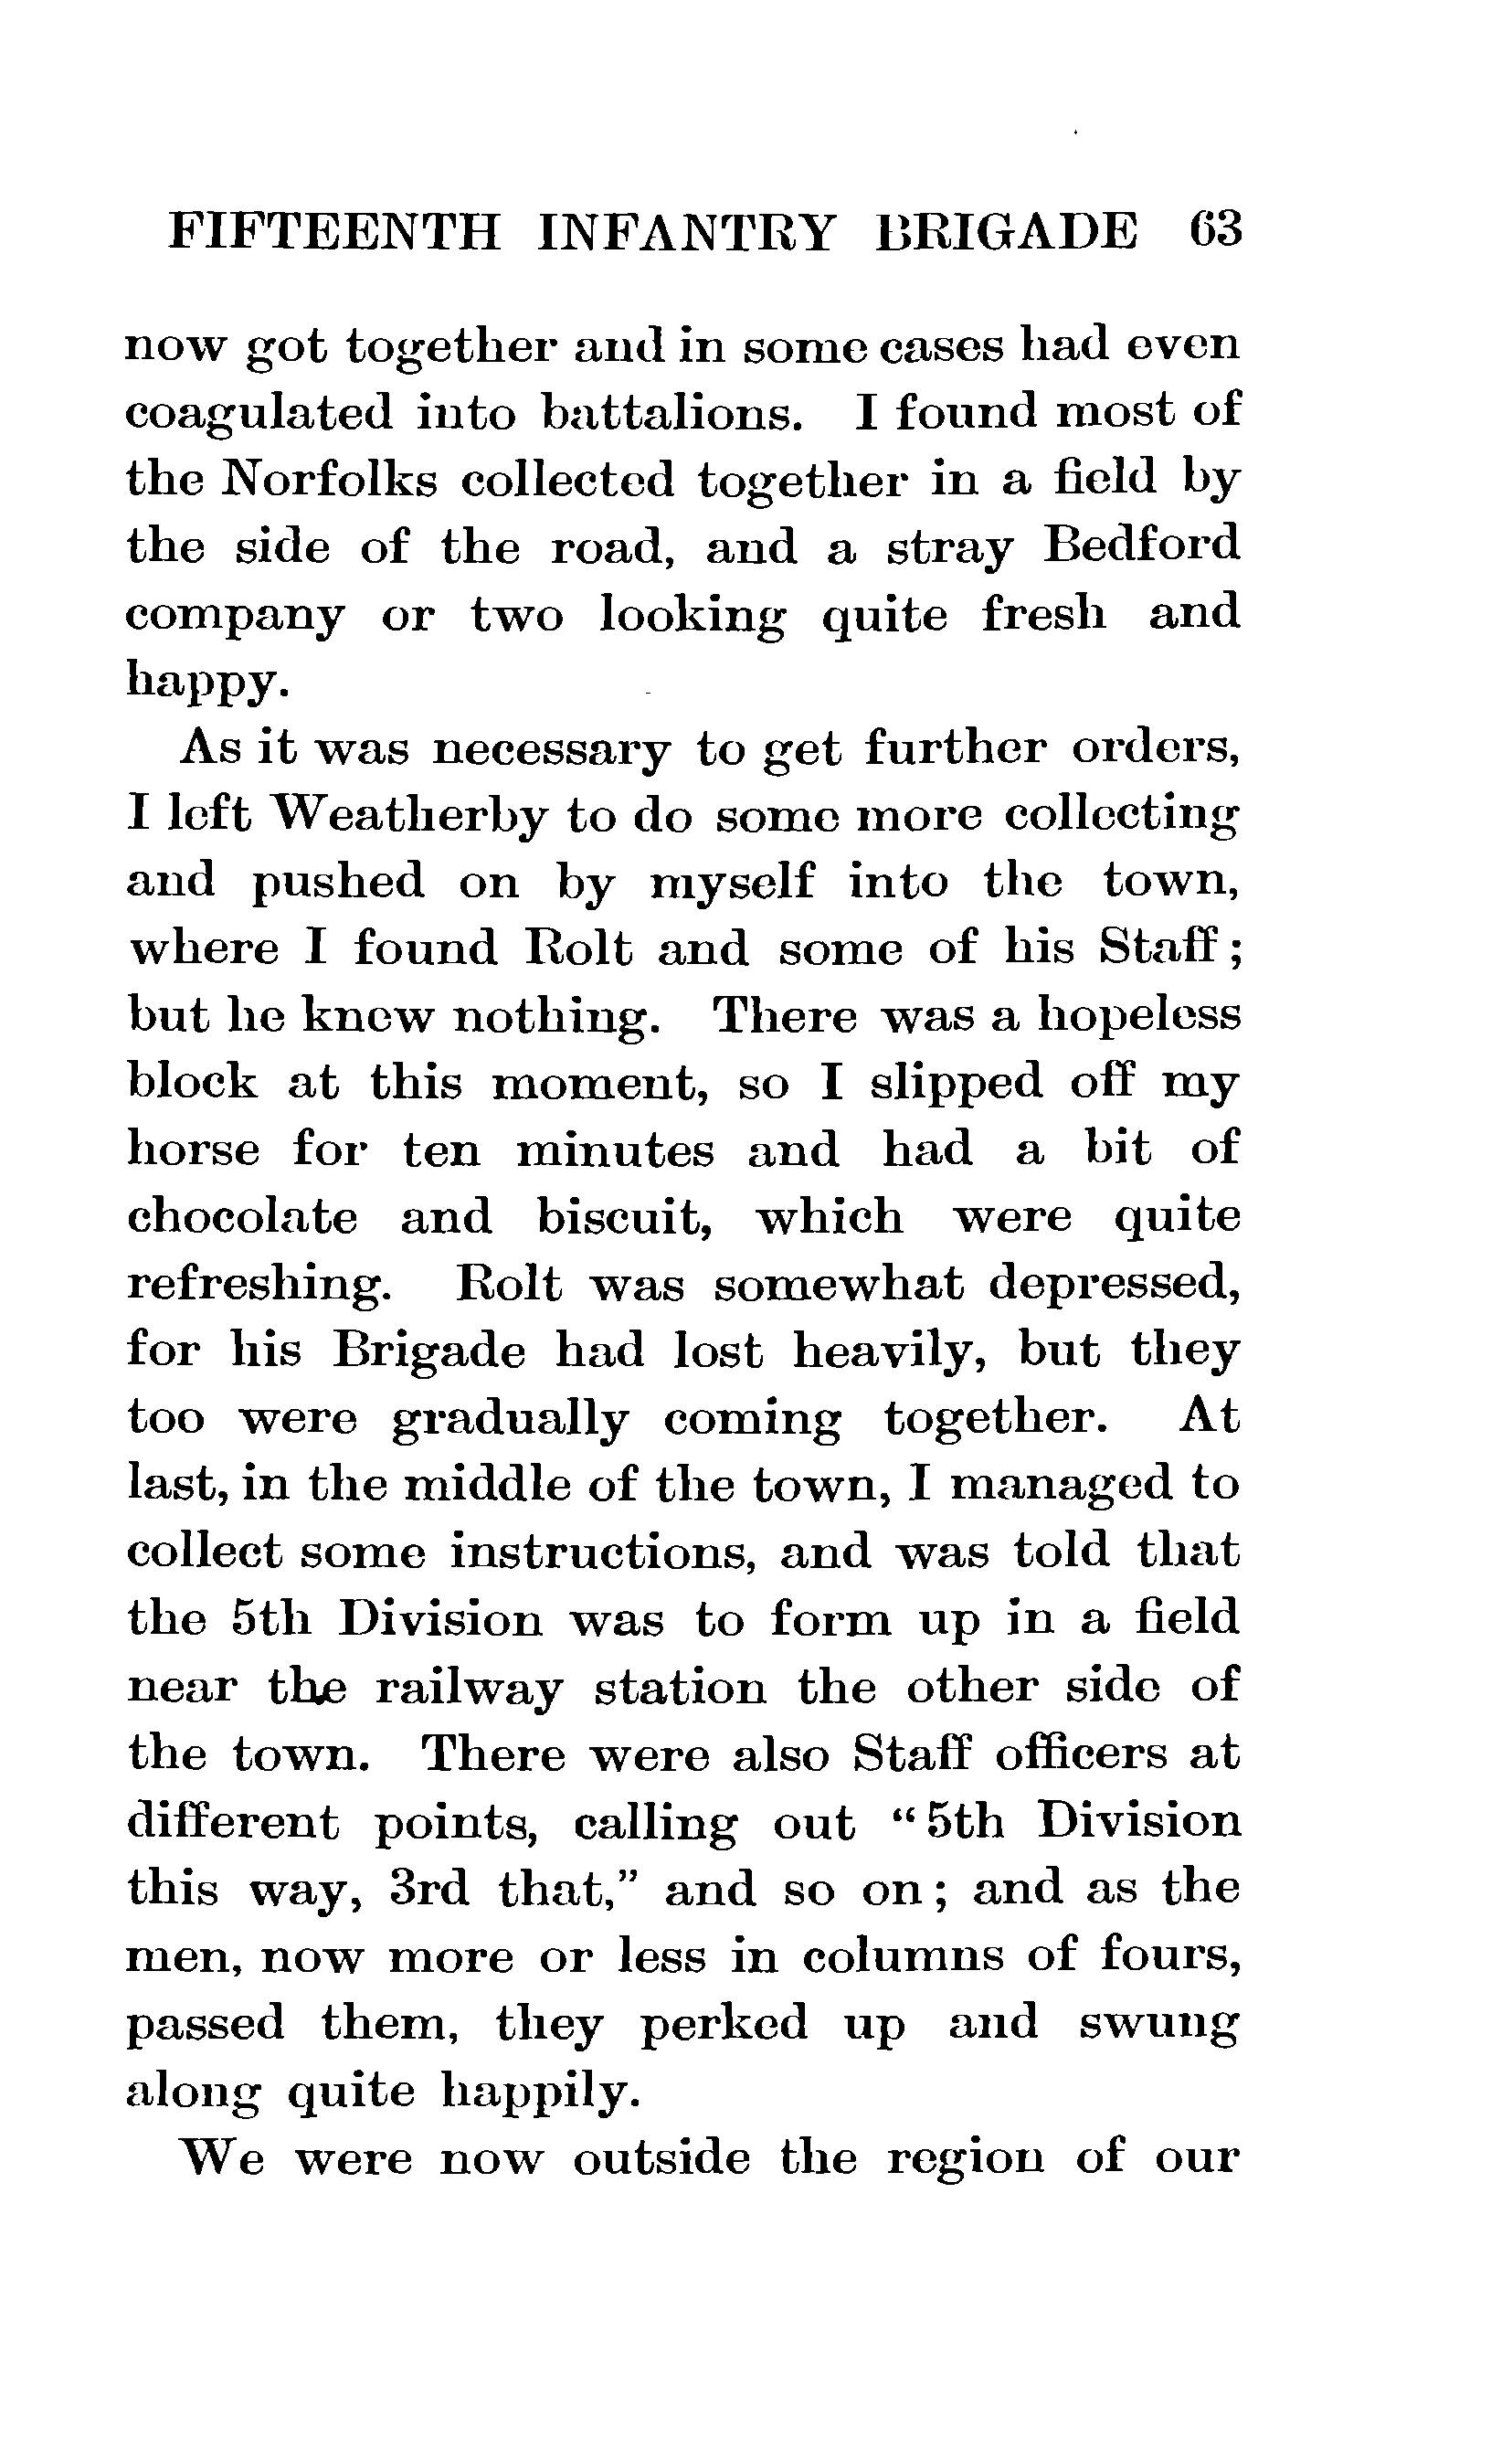 FIFTEENTH INFANTRY BRIGADE 63
now got together and in some cases had even
coagulated into battalions. I found most of
the Norfolks collected together in a field by
the side of the road, and a stray Bedford
company or two looking quite fresh and
happy.
As it was necessary to get further orders,
I left Weatherby to do some more collecting
and pushed on by myself into the town,
where I found Rolt and some of his Staff;
but he knew nothing. There was a hopeless
block at this moment, so I slipped off my
horse for ten minutes and had a bit of
chocolate and biscuit, which were quite
refreshing. Rolt was somewhat depressed,
for his Brigade had lost heavily, but they
too were gradually coming together. At
last, in the middle of the town, I managed to
collect some instructions, and was told that
the 5th Division was to form up in a field
near the railway station the other side of
the town. There were also Staff officers at
different points, calling out "5th Division
this way, 3rd that," and so on; and as the
men, now more or less in columns of fours,
passed them, they perked up and swung
along quite happily.
We were now outside the region of our